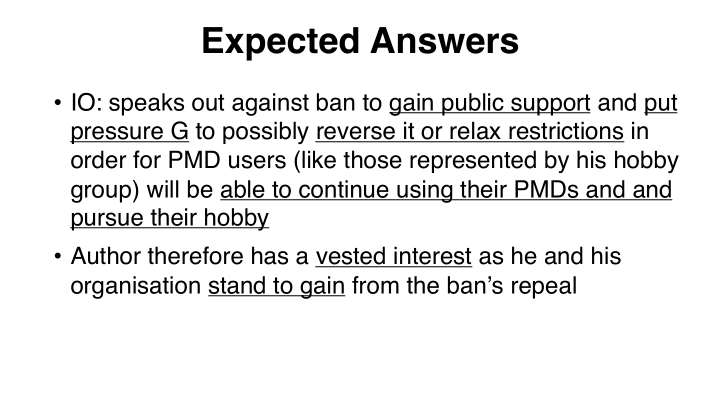 Expected Answers
• IO: speaks out against ban to gain public support and put
pressure G to possibly reverse it or relax restrictions in
order for PMD users (like those represented by his hobby
group) will be able to continue using their PMDs and and
pursue their hobby
• Author therefore has a vested interest as he and his
organisation stand to gain from the ban’s repeal